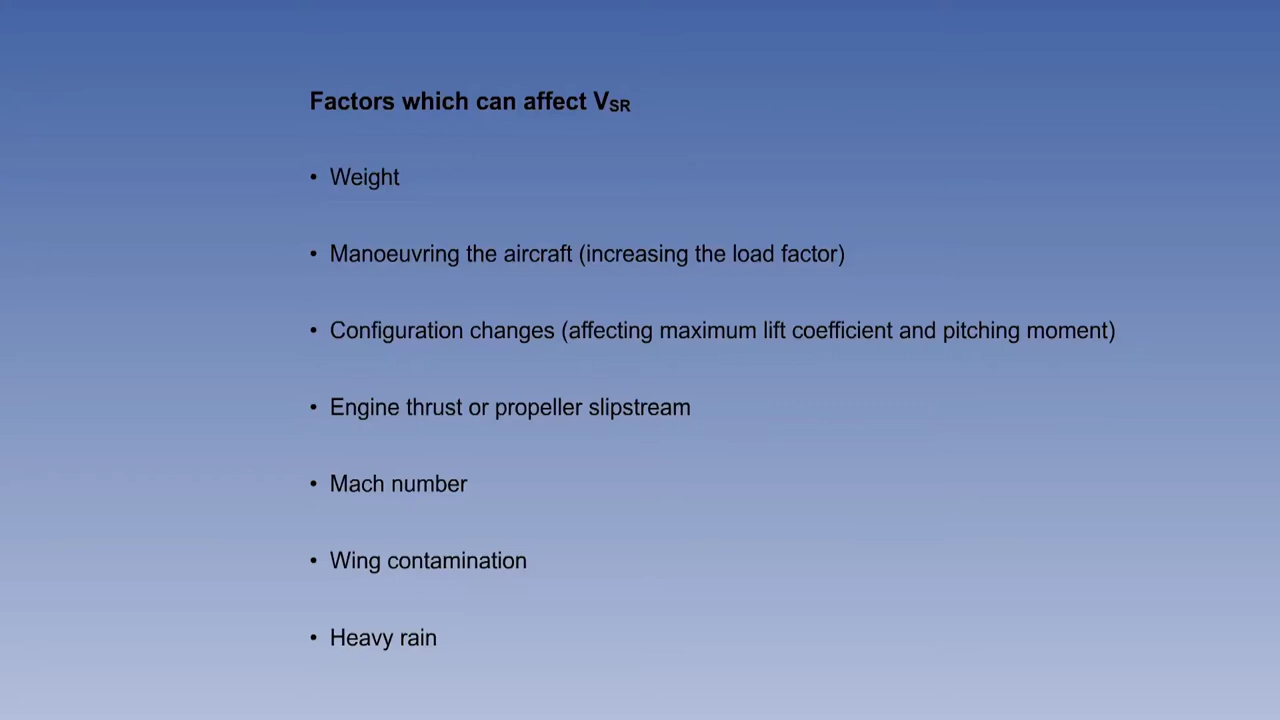 Factors which can affect VSR
• Weight
• Manoeuvring the aircraft (increasing the load factor)
• Configuration changes (affecting maximum lift coefficient and pitching moment)
• Engine thrust or propeller slipstream
• Mach number
• Wing contamination
• Heavy rain